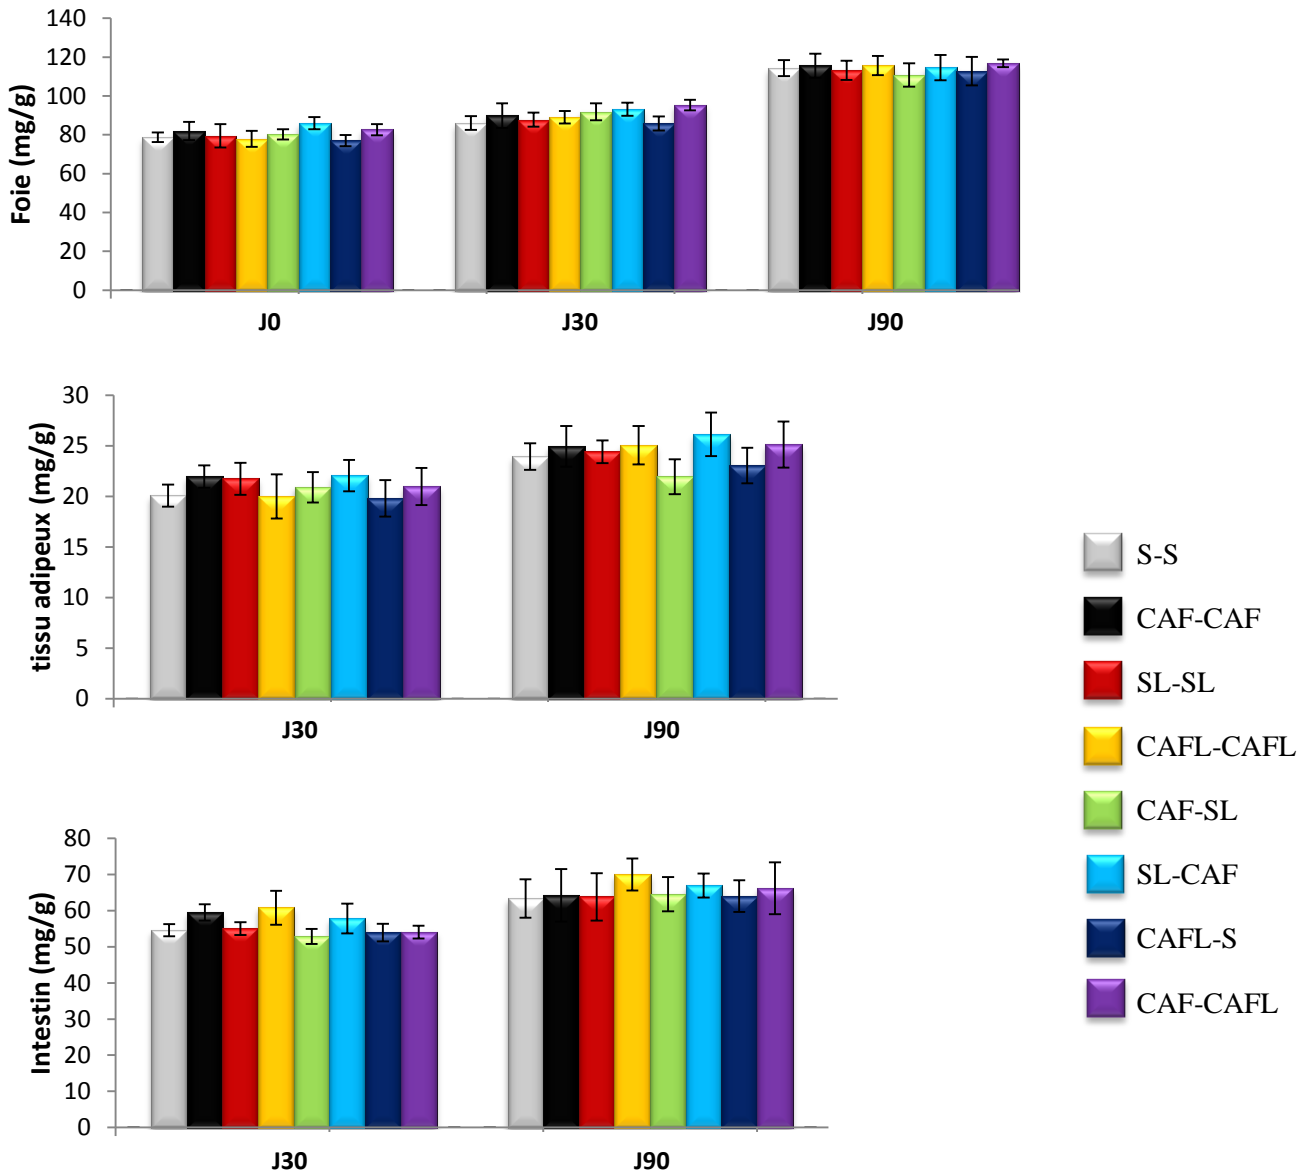 140
120
100
80
60
40
20
0
Foie (mg/g)
J0 J30 J90
30
25
20
15
10
5
0
tissu adipeux (mg/g)
J30 J90
80
70
60
50
40
30
20
10
0
Intestin (mg/g)
J30 J90
S-S
CAF-CAF
SL-SL
CAFL-CAFL
CAF-SL
SL-CAF
CAFL-S
CAF-CAFL